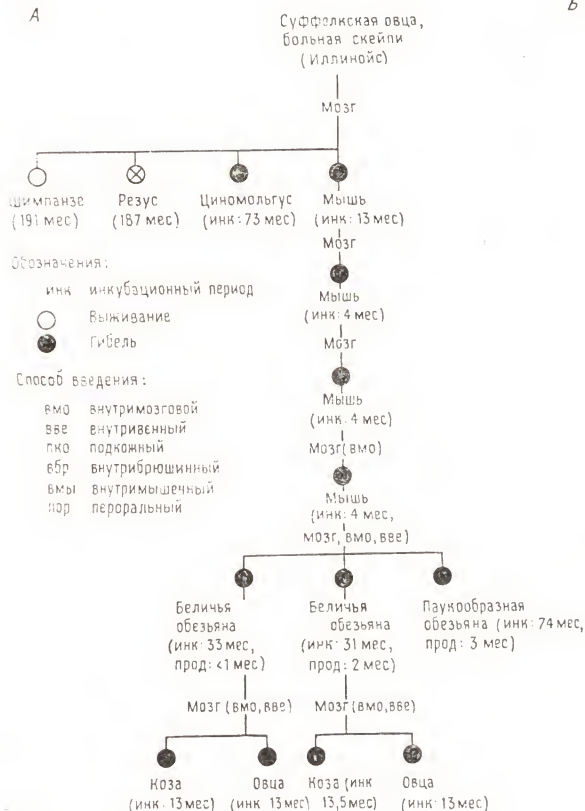 А
Б
Суффолкская овца,
больная скейпи
(Иллинойс)
Мозг
Шимпанзе
(191 мес)
Резус
(187 мес)
Циномольгус
(инк: 73 мес)
Мышь
(инк: 13 мес)
Мозг
Обозначения:
инк инкубационный период
Выживание
Гибель
Мышь
(инк: 4 мес)
Мозг
Способ введения:
вмо внутримозговой
вве внутривенный
пко подкожный
вбр внутрибрюшинный
вмы внутримышечный
пор пероральный
Мышь
(инк: 4 мес)
Мозг(вмо)
Мышь
(инк: 4 мес,
мозг, вмо, вве)
Беличья
обезьяна
(инк: 33 мес,
прод: <1 мес)
Беличья
обезьяна
(инк: 31 мес,
прод: 2 мес)
Паукообразная
обезьяна (инк: 74 мес,
прод: 3 мес)
Мозг (вмо, вве)
Мозг (вмо, вве)
Коза
(инк: 13 мес)
Овца
(инк: 13 мес)
Коза (инк
13,5 мес)
Овца
(инк: 13 мес)